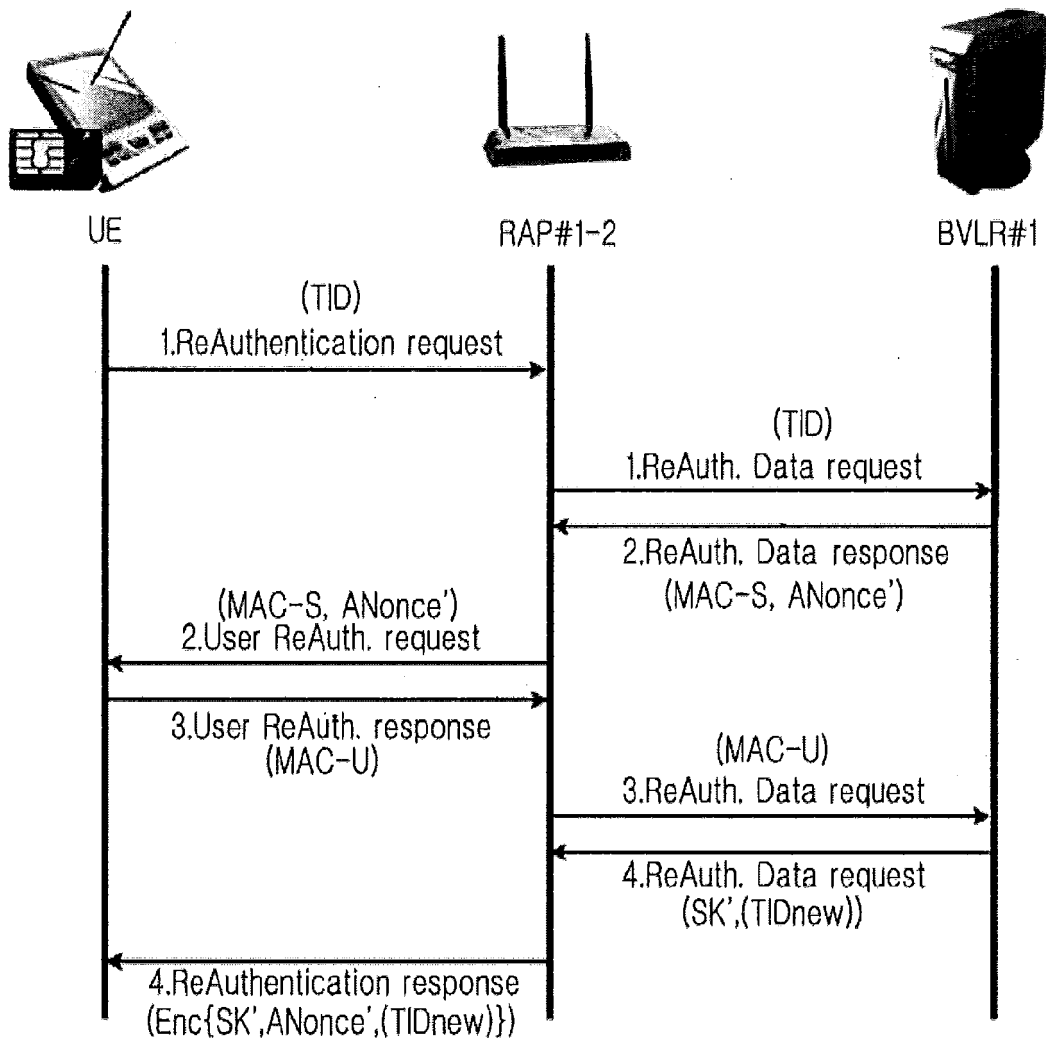 UE
RAP#1-2
BVLR#1
(TID)
1.ReAuthentication request
(TID)
1.ReAuth. Data request
2.ReAuth. Data response
(MAC-S, ANonce')
(MAC-S, ANonce')
2.User ReAuth. request
3.User ReAuth. response
(MAC-U)
(MAC-U)
3.ReAuth. Data request
4.ReAuth. Data request
(SK',(TIDnew))
4.ReAuthentication response
(Enc{SK',ANonce',(TIDnew)})